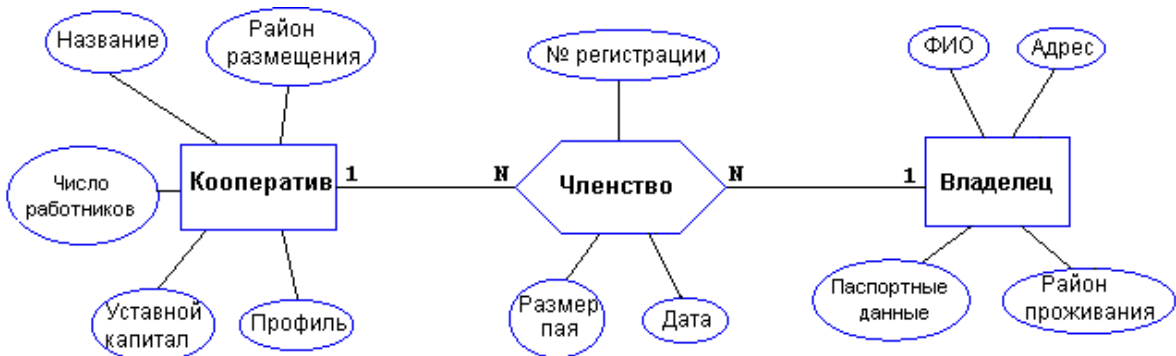 Название
Район
размещения
№ регистрации
ФИО
Адрес
Число
работников
Кооператив
1
N
Членство
N
1
Владелец
Уставной
капитал
Профиль
Размер
пая
Дата
Паспортные
данные
Район
проживания